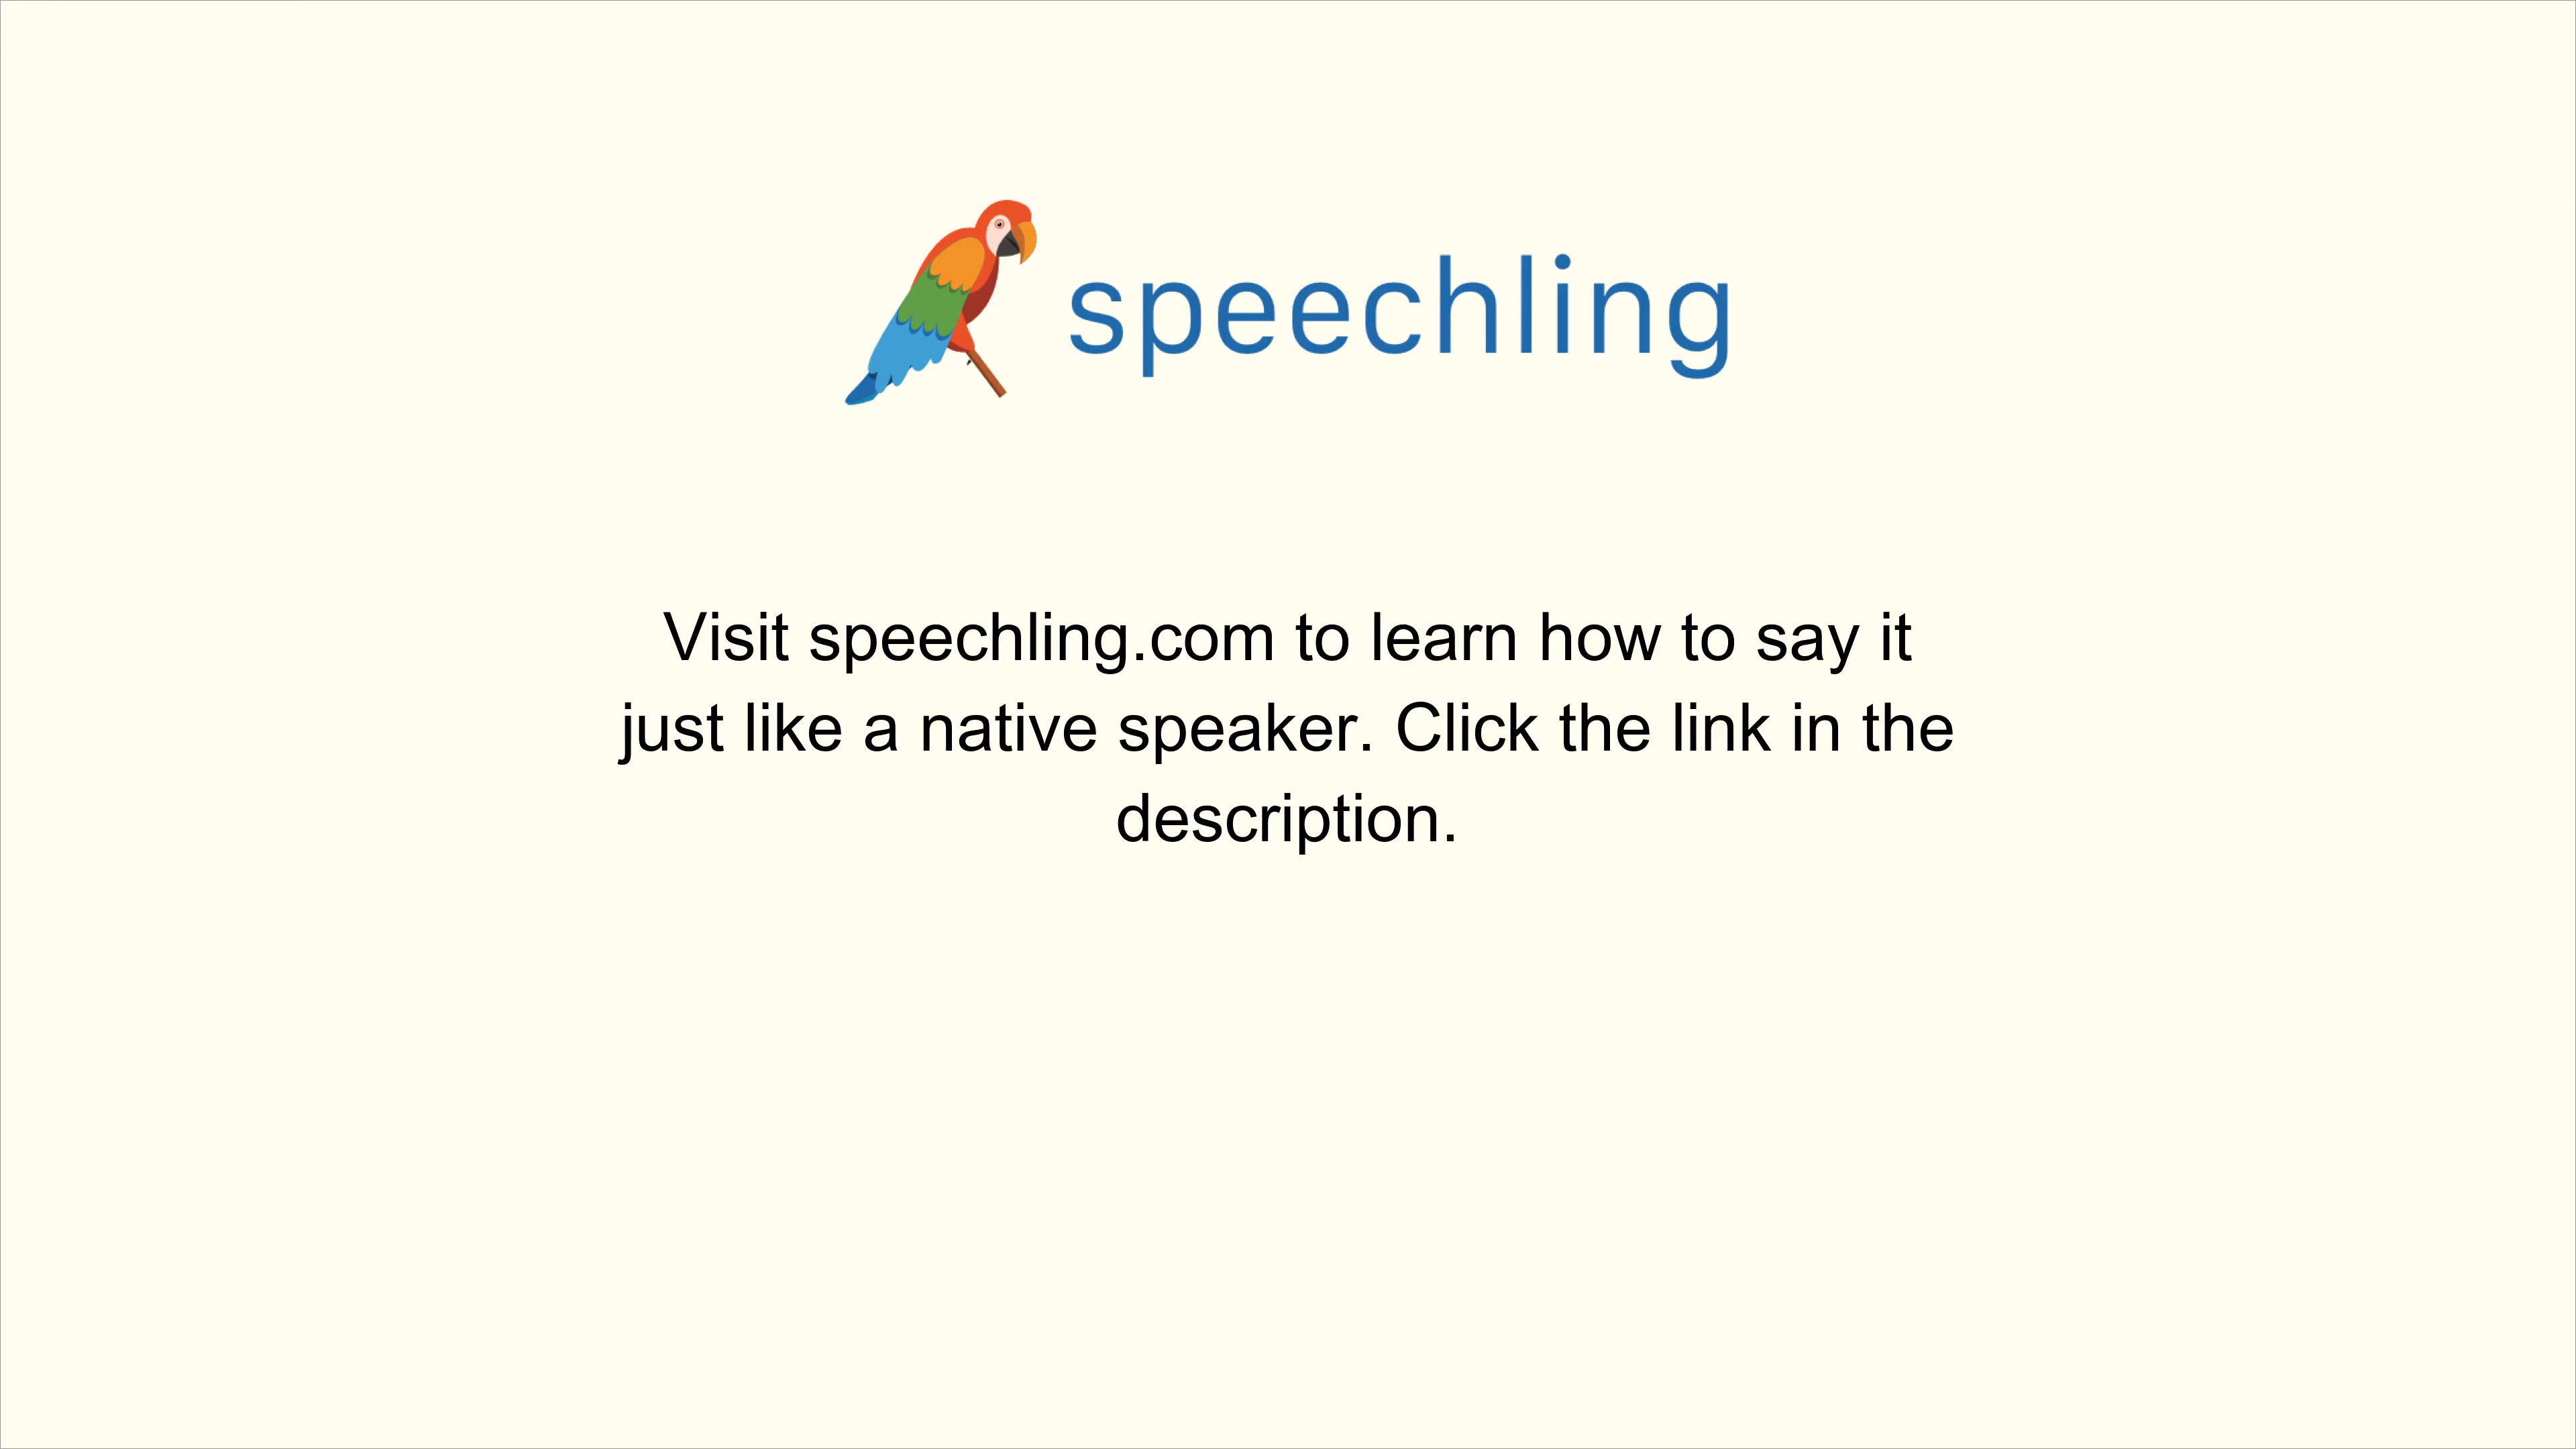 speechling
Visit speechling.com to learn how to say it
just like a native speaker. Click the link in the
description.